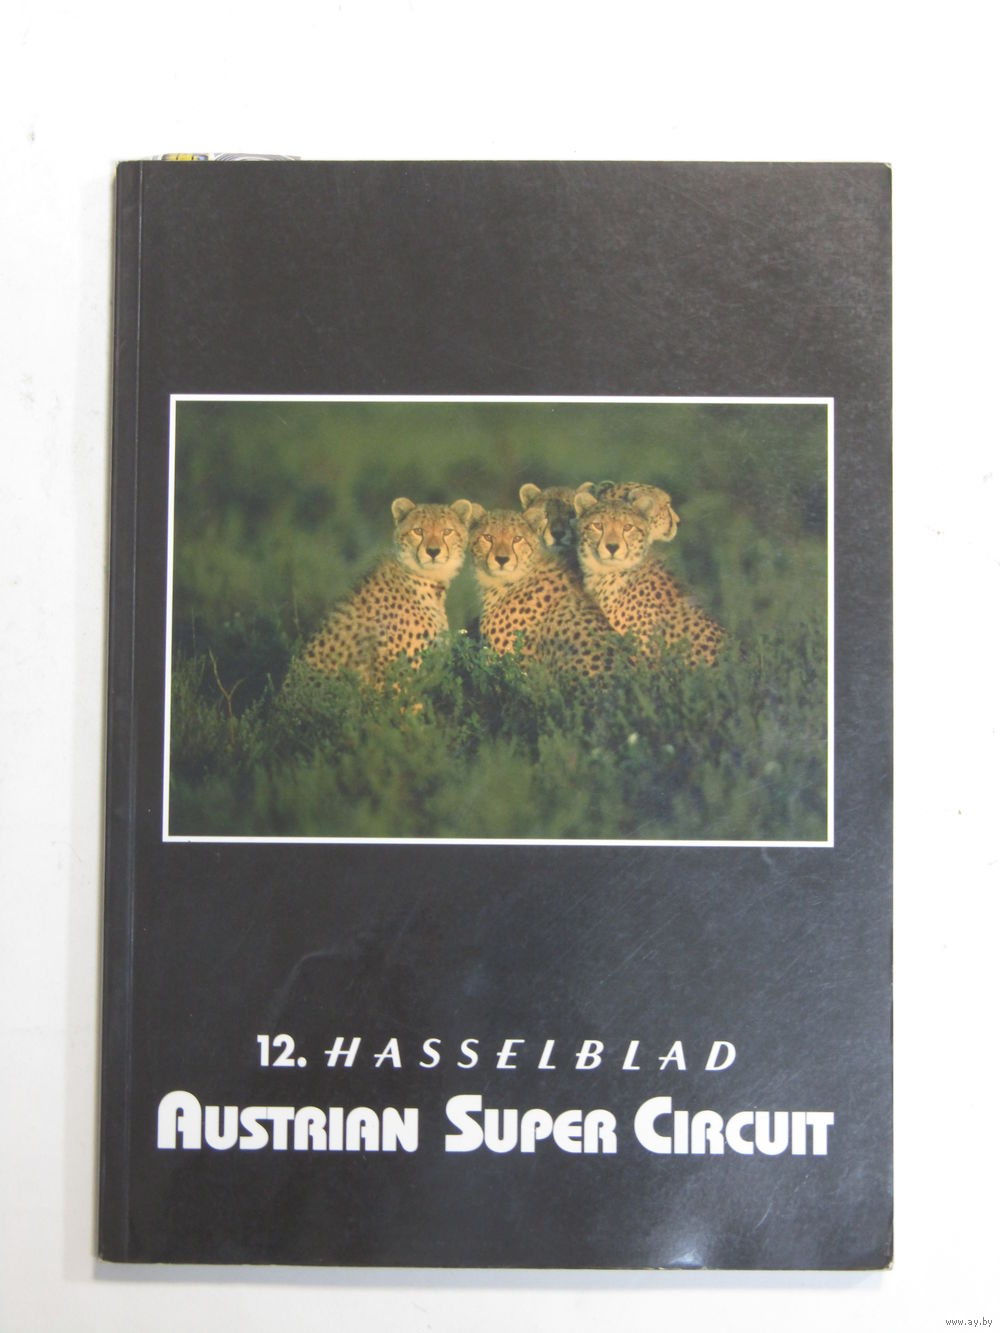 12. HASSELBLAD
AUSTRIAN SUPER CIRCUIT
www.ay.by